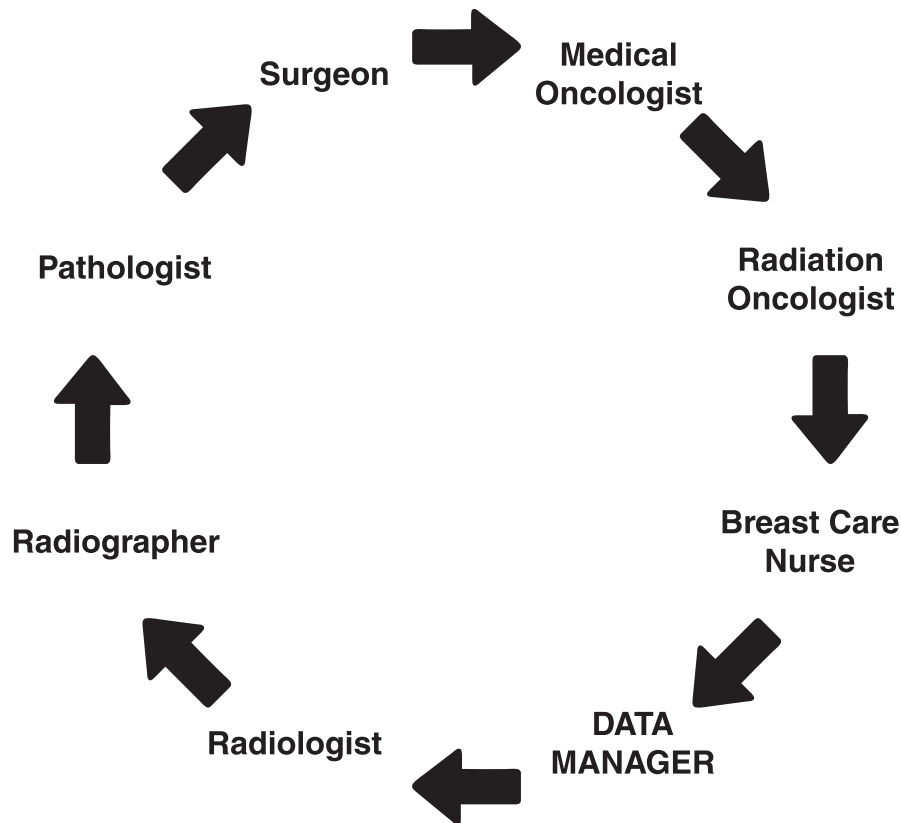 Surgeon
Medical
Oncologist
Radiation
Oncologist
Breast Care
Nurse
DATA
MANAGER
Radiologist
Radiographer
Pathologist